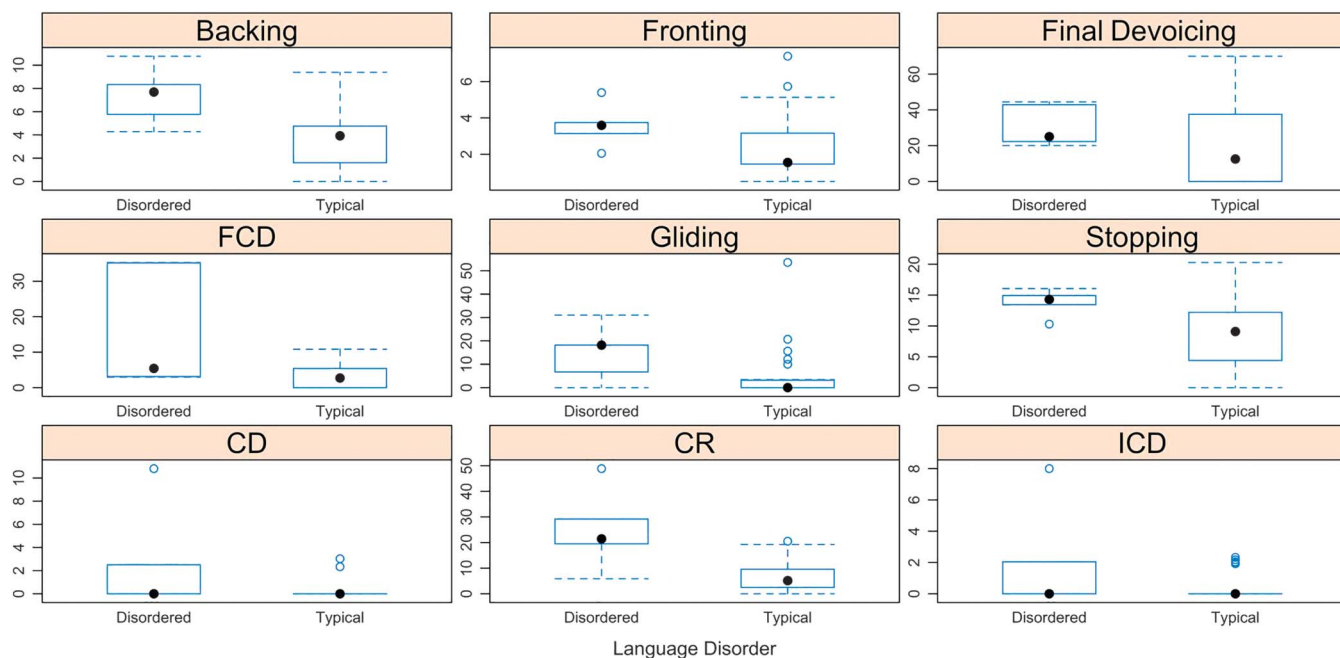 Backing Fronting Final Devoicing
10 8 6 4 2 0
6 4 2
60 40 20 0
Disordered Typical Disordered Typical Disordered Typical
FCD Gliding Stopping
30 20 10 0
50 40 30 20 10 0
20 15 10 5 0
Disordered Typical Disordered Typical Disordered Typical
CD CR ICD
10 8 6 4 2 0
50 40 30 20 10 0
8 6 4 2 0
Disordered Typical Disordered Typical Disordered Typical
Language Disorder